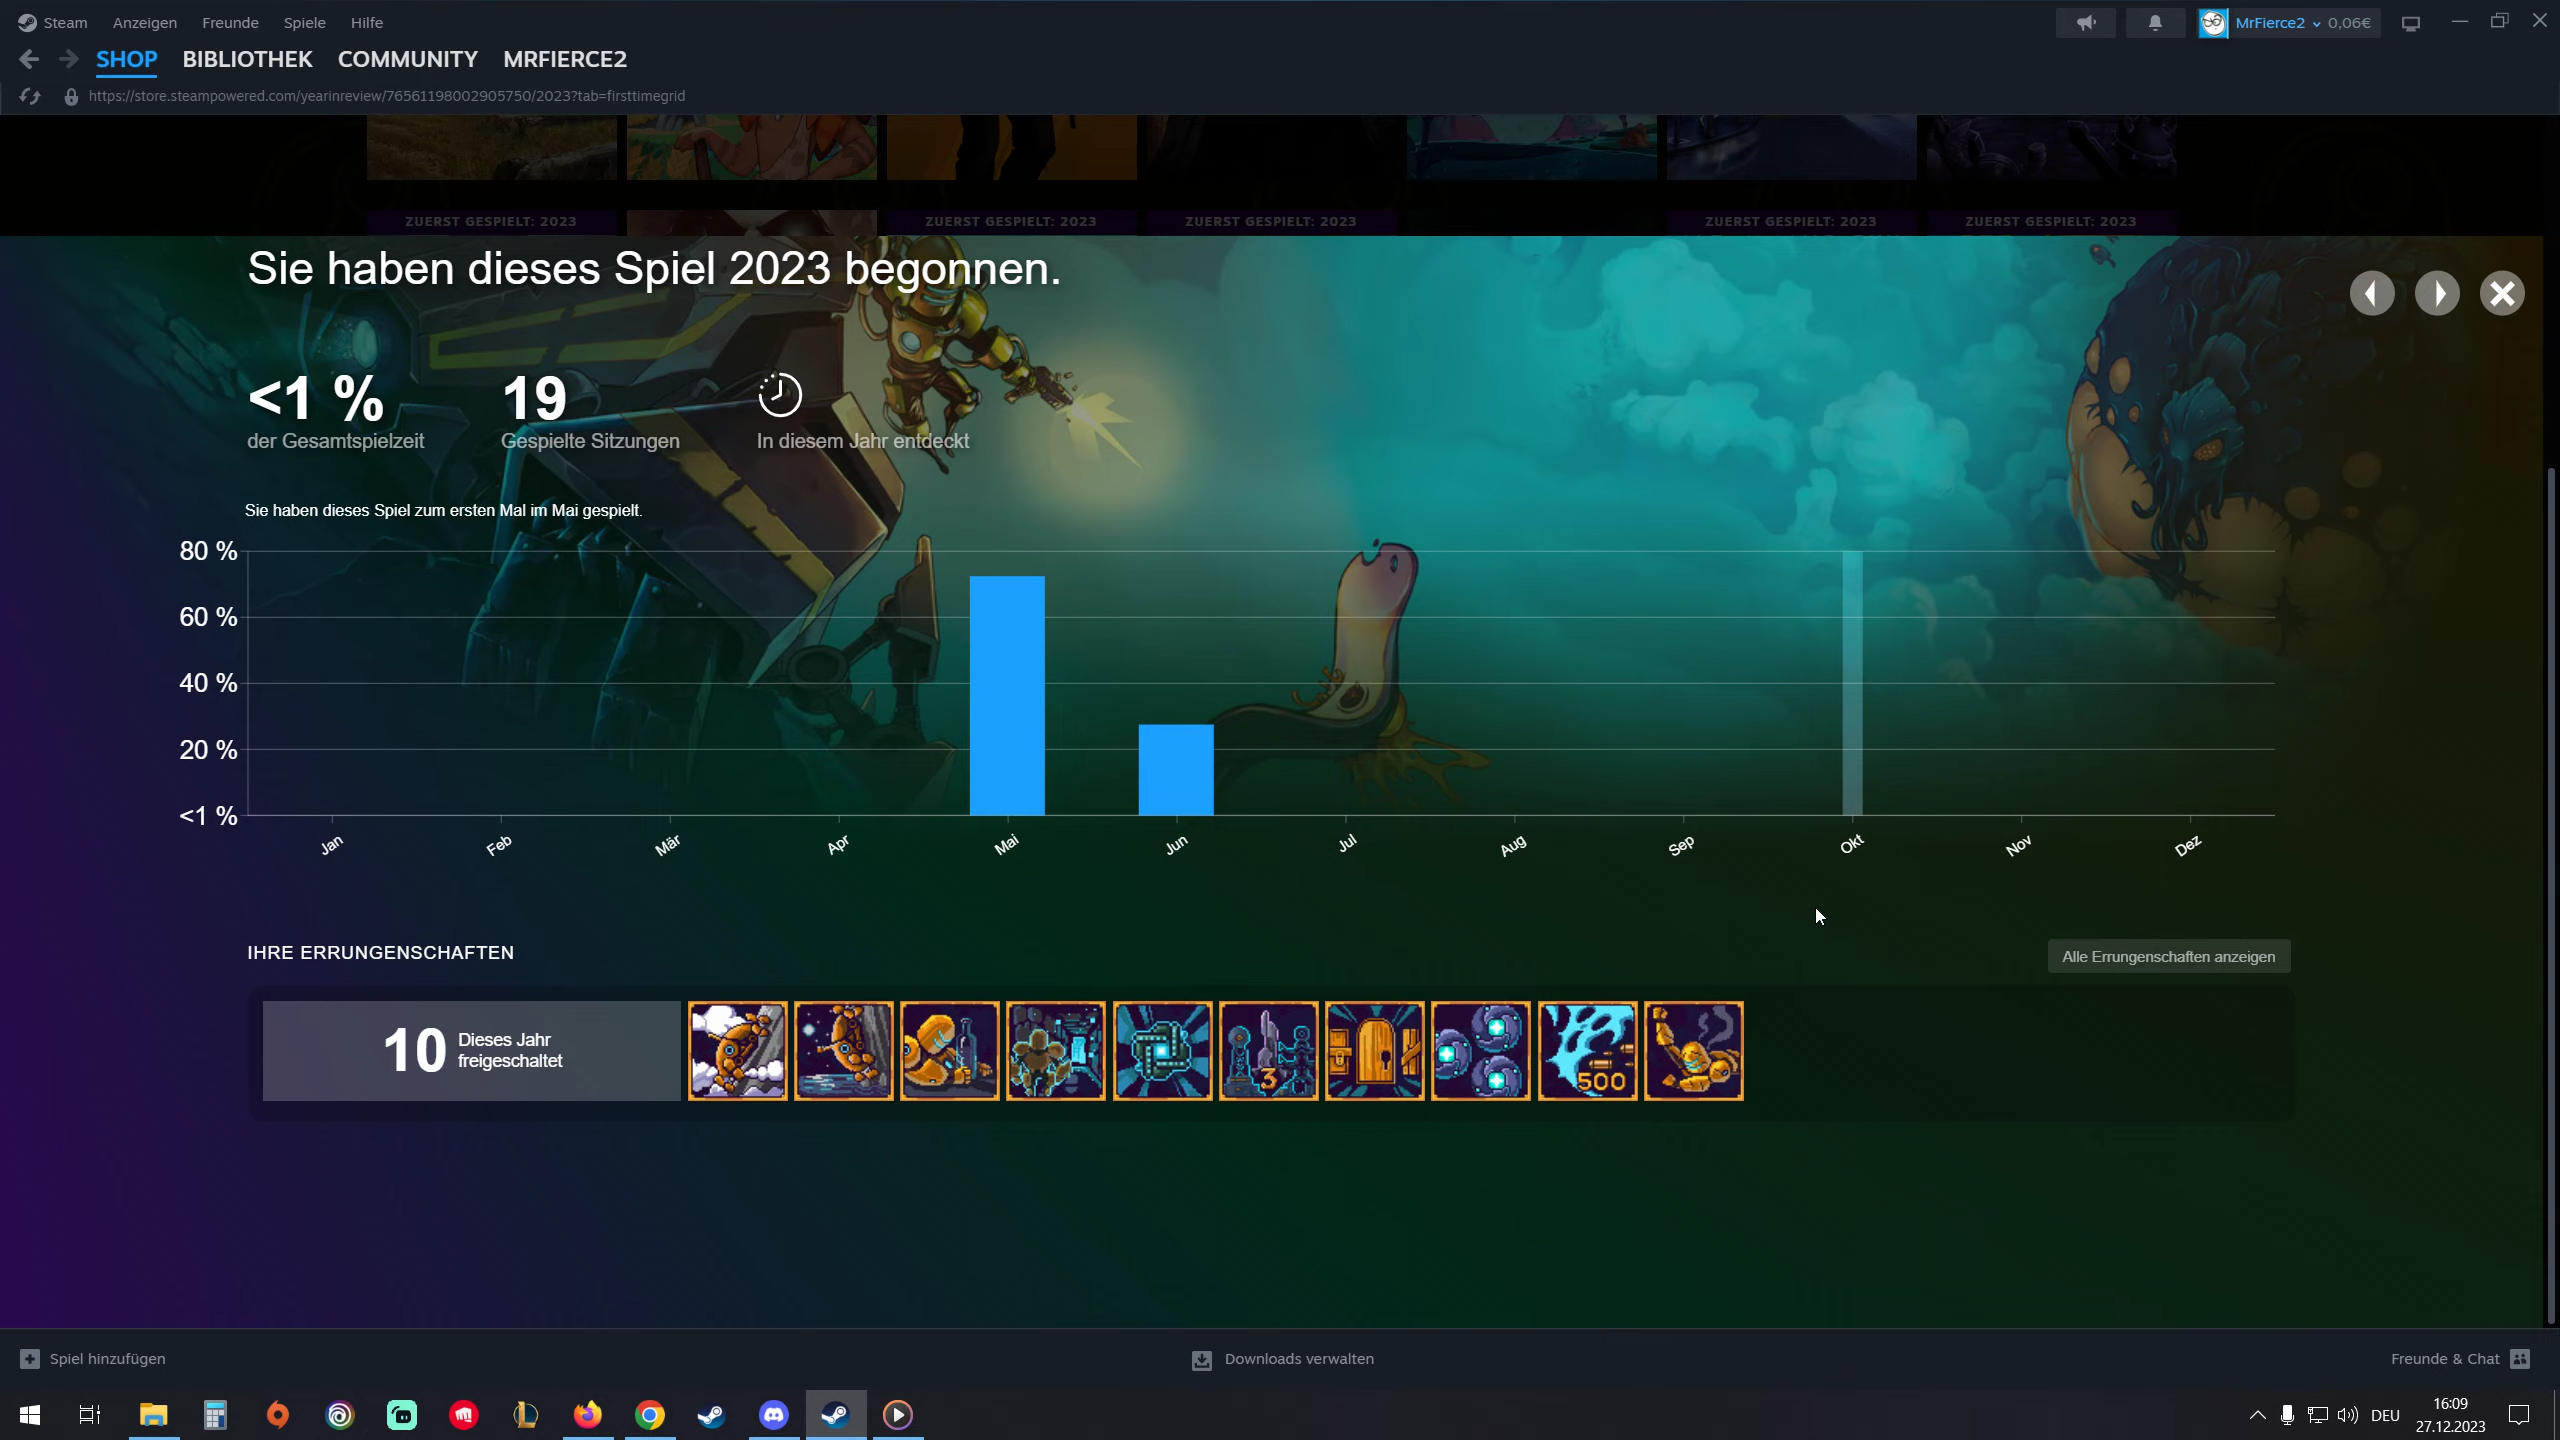 Steam Anzeigen Freunde Spiele Hilfe
MrFierce2 0,06€
SHOP BIBLIOTHEK COMMUNITY MRFIERCE2
https://store.steampowered.com/yearinreview/76561198002905750/2023?tab=firsttimegrid
ZUERST GESPIELT: 2023 ZUERST GESPIELT: 2023 ZUERST GESPIELT: 2023 ZUERST GESPIELT: 2023 ZUERST GESPIELT: 2023
Sie haben dieses Spiel 2023 begonnen.
<1 % 19
der Gesamtspielzeit Gespielte Sitzungen In diesem Jahr entdeckt
Sie haben dieses Spiel zum ersten Mal im Mai gespielt.
80 %
60 %
40 %
20 %
<1 %
Jan Feb Mär Apr Mai Jun Jul Aug Sep Okt Nov Dez
IHRE ERRUNGENSCHAFTEN
Alle Errungenschaften anzeigen
10 Dieses Jahr
freigeschaltet
3
500
Spiel hinzufügen Downloads verwalten Freunde & Chat
DEU
16:09
27.12.2023